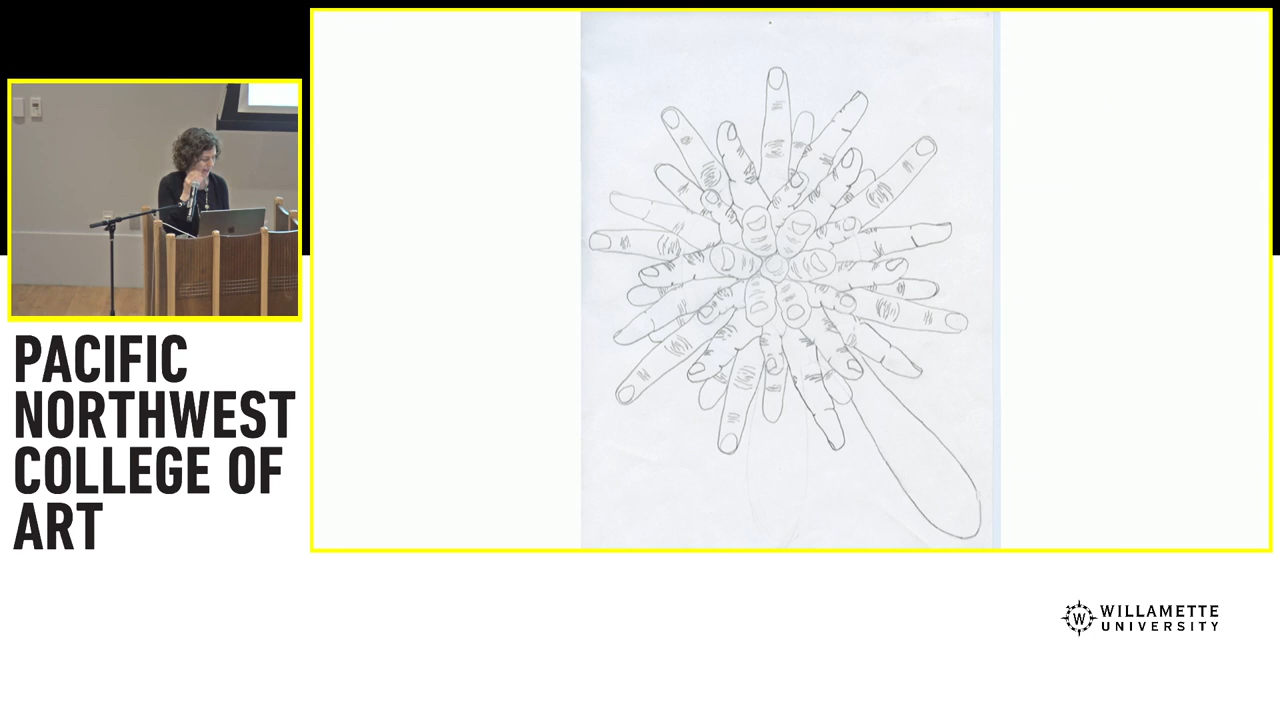 PACIFIC
NORTHWEST
COLLEGE OF
ART
W
WILLAMETTE
UNIVERSITY